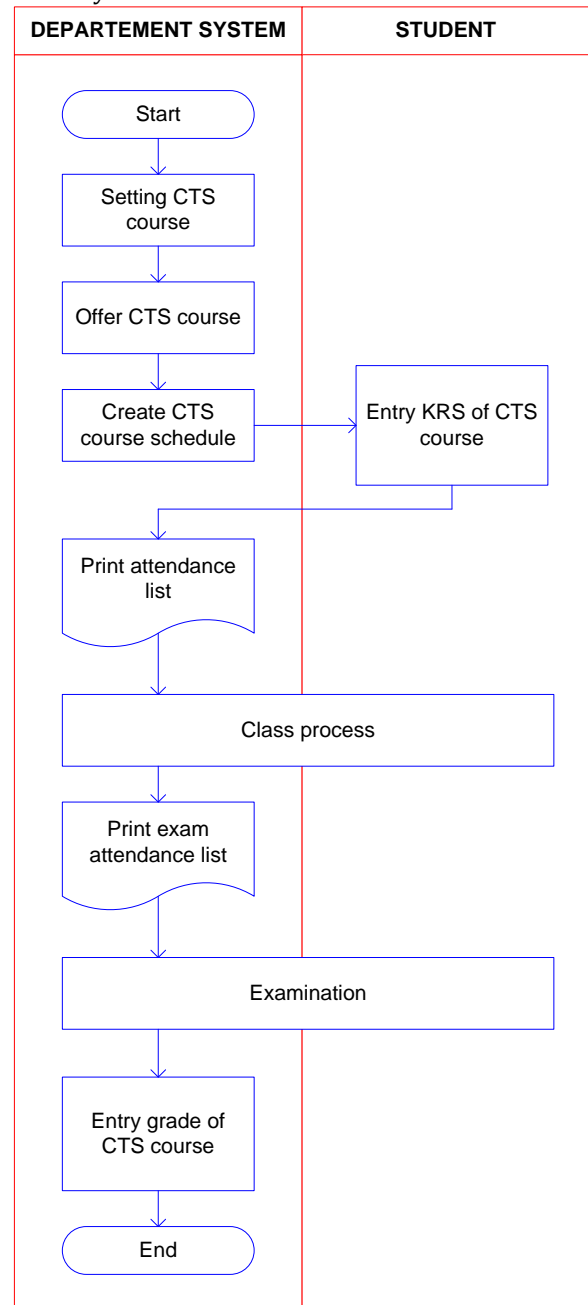 DEPARTEMENT SYSTEM
STUDENT
Start
Setting CTS
course
Offer CTS course
Create CTS
course schedule
Entry KRS of CTS
course
Print attendance
list
Class process
Print exam
attendance list
Examination
Entry grade of
CTS course
End